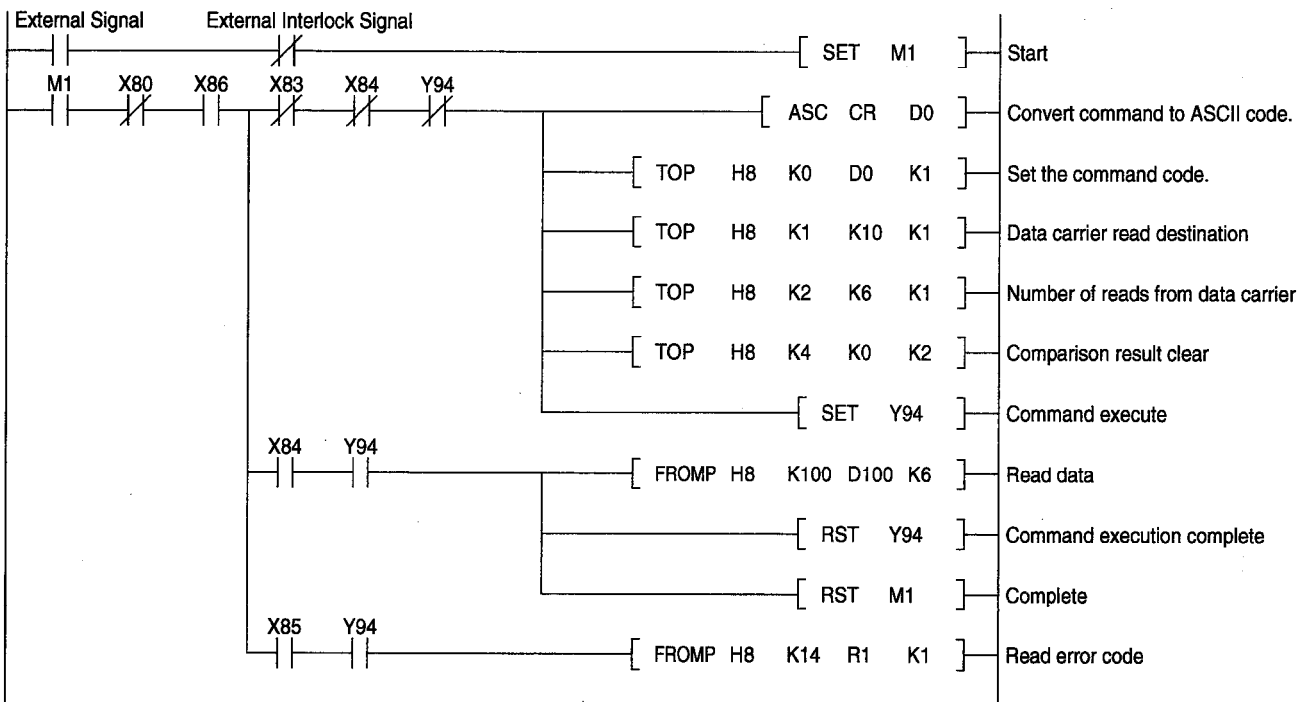 External Signal External Interlock Signal
SET M1 Start
M1 X80 X86 X83 X84 Y94
ASC CR D0 Convert command to ASCII code.
TOP H8 K0 D0 K1 Set the command code.
TOP H8 K1 K10 K1 Data carrier read destination
TOP H8 K2 K6 K1 Number of reads from data carrier
TOP H8 K4 K0 K2 Comparison result clear
SET Y94 Command execute
X84 Y94
FROMP H8 K100 D100 K6 Read data
RST Y94 Command execution complete
RST M1 Complete
X85 Y94
FROMP H8 K14 R1 K1 Read error code